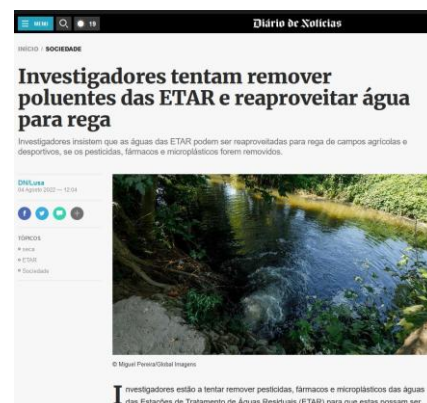 MENU 19 Diário de Notícias
INÍCIO / SOCIEDADE
Investigadores tentam remover
poluentes das ETAR e reaproveitar água
para rega
Investigadores insistem que as águas das ETAR podem ser reaproveitadas para rega de campos agrícolas e
desportivos, se os pesticidas, fármacos e microplásticos forem removidos.
DN/Lusa
04 Agosto 2022 — 12:04
TÓPICOS
seca
ETAR
Sociedade
© Miguel Pereira/Global Imagens
Investigadores estão a tentar remover pesticidas, fármacos e microplásticos das águas
das Estações de Tratamento de Águas Residuais (ETAR) para que estas possam ser